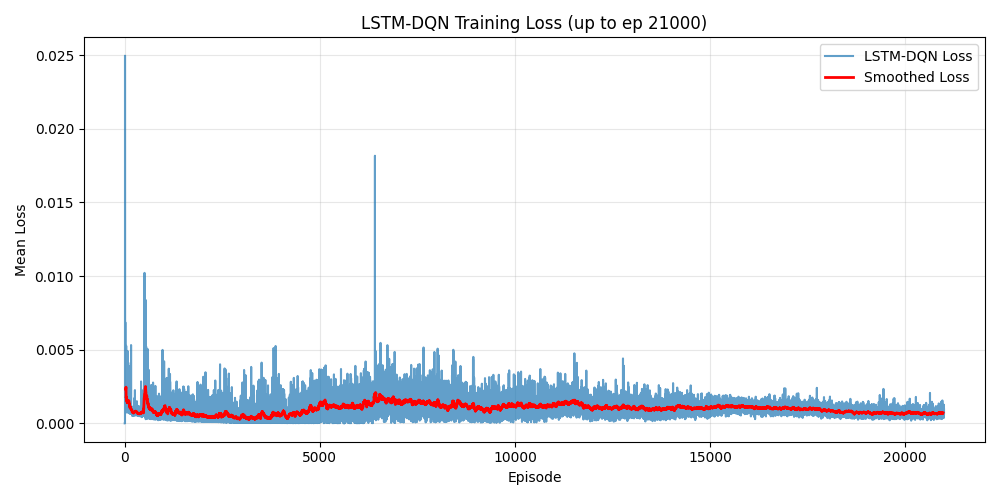 LSTM-DQN Training Loss (up to ep 21000)
LSTM-DQN Loss
Smoothed Loss
Mean Loss
0.025
0.020
0.015
0.010
0.005
0.000
0
5000
10000
15000
20000
Episode